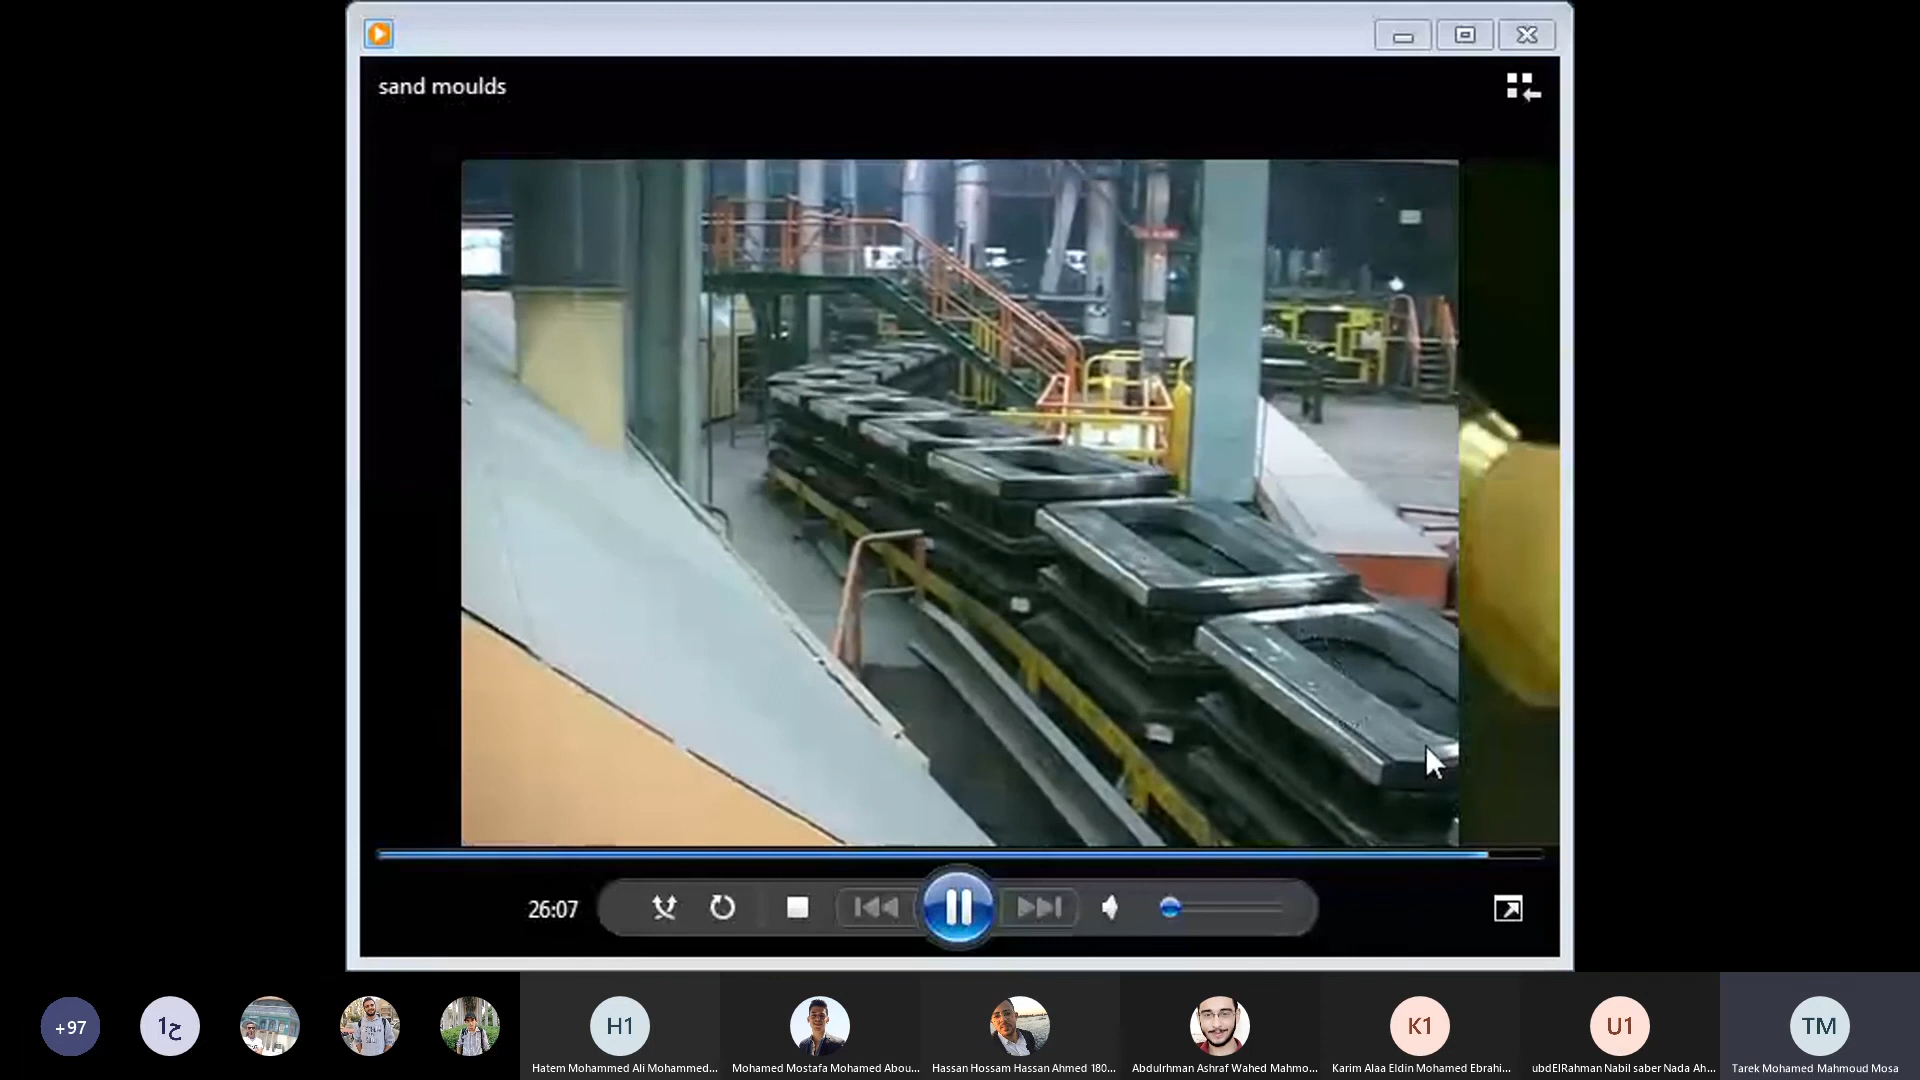 sand moulds
26:07
+97
ح1
H1
K1
U1
TM
Hatem Mohammed Ali Mohammed...
Mohamed Mostafa Mohamed Abou...
Hassan Hossam Hassan Ahmed 180...
Abdulrhman Ashraf Wahed Mahmo...
Karim Alaa Eldin Mohamed Ebrahi...
ubdElRahman Nabil saber Nada Ah...
Tarek Mohamed Mahmoud Mosa